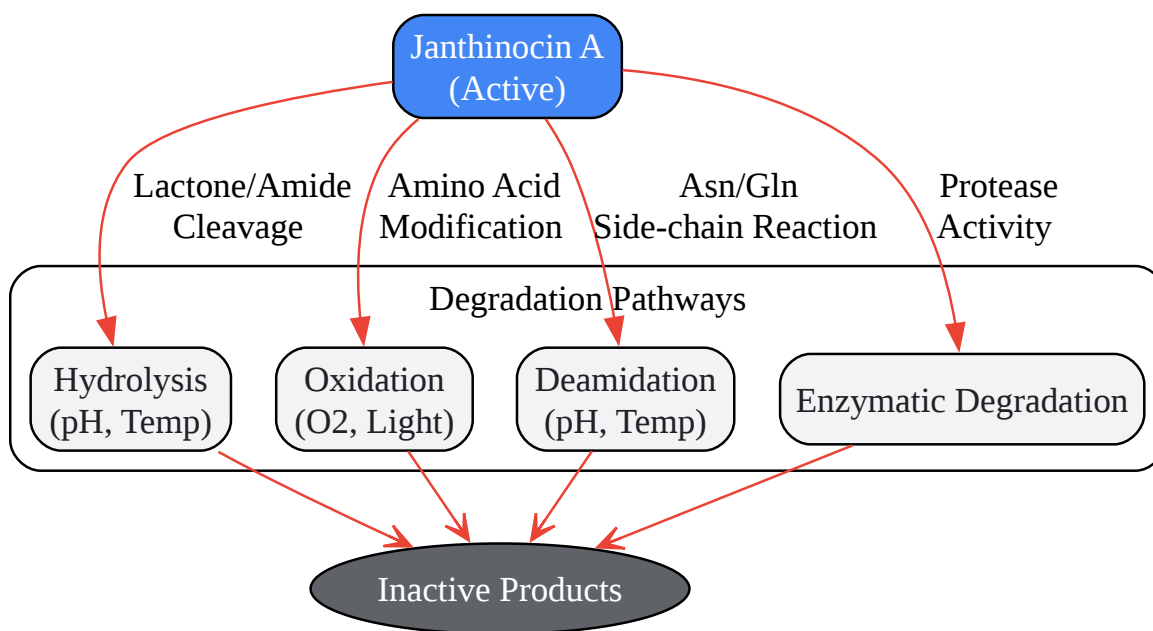 Janthinocin A
(Active)
Lactone/Amide
Cleavage
Amino Acid
Modification
Asn/Gln
Side-chain Reaction
Protease
Activity
Degradation Pathways
Hydrolysis
(pH, Temp)
Oxidation
(O2, Light)
Deamidation
(pH, Temp)
Enzymatic Degradation
Inactive Products